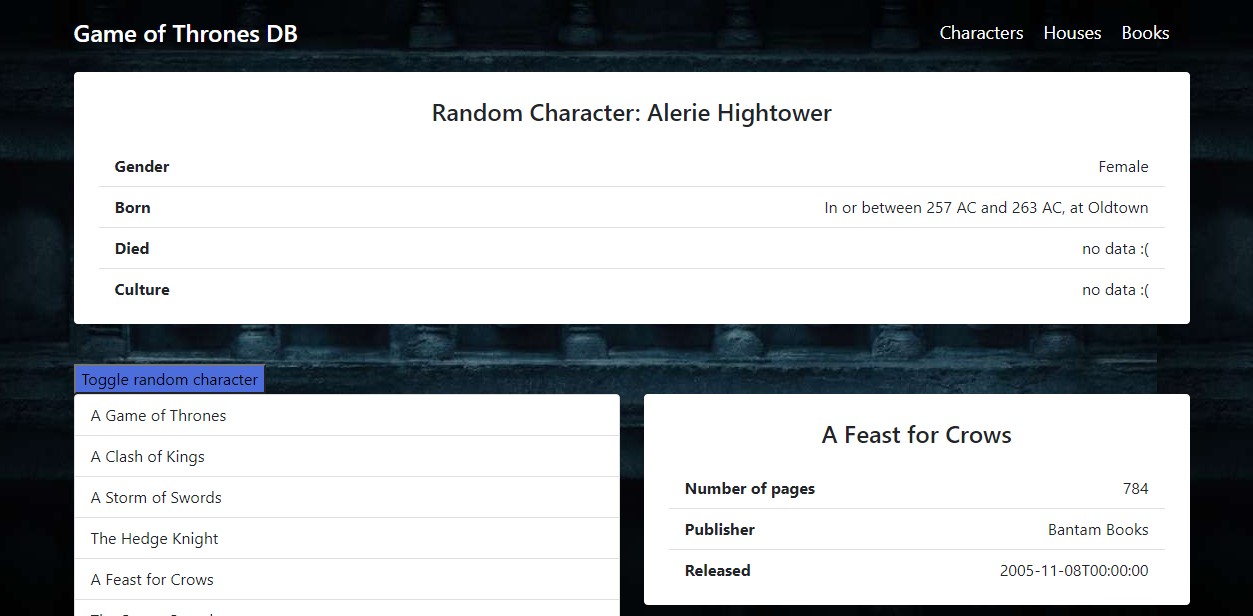 Game of Thrones DB
Characters Houses Books
Random Character: Alerie Hightower
Gender Female
Born In or between 257 AC and 263 AC, at Oldtown
Died no data :(
Culture no data :(
Toggle random character
A Game of Thrones
A Clash of Kings
A Storm of Swords
The Hedge Knight
A Feast for Crows
A Feast for Crows
Number of pages 784
Publisher Bantam Books
Released 2005-11-08T00:00:00